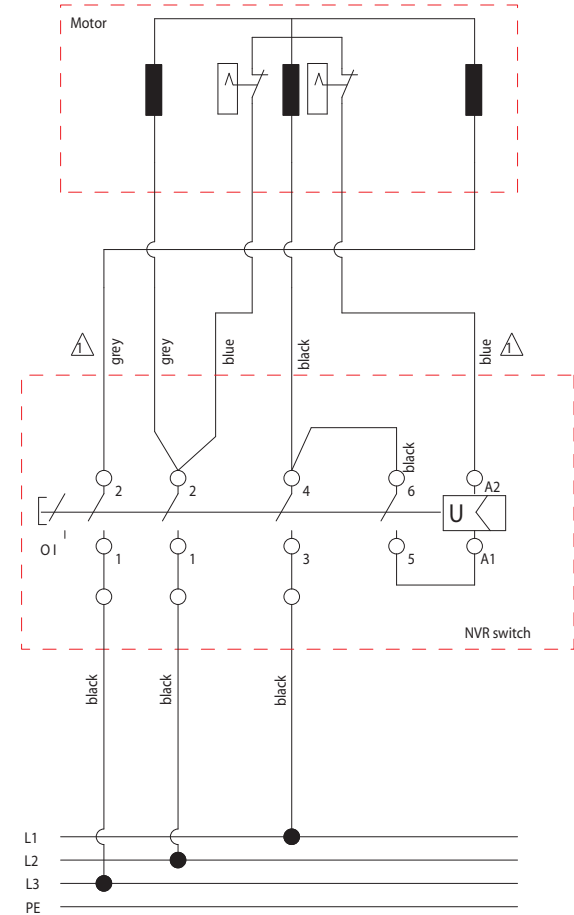 Motor
1
grey
grey
blue
black
blue
1
black
2
2
4
6
A2
U
O I
1
1
3
5
A1
NVR switch
black
black
black
L1
L2
L3
PE